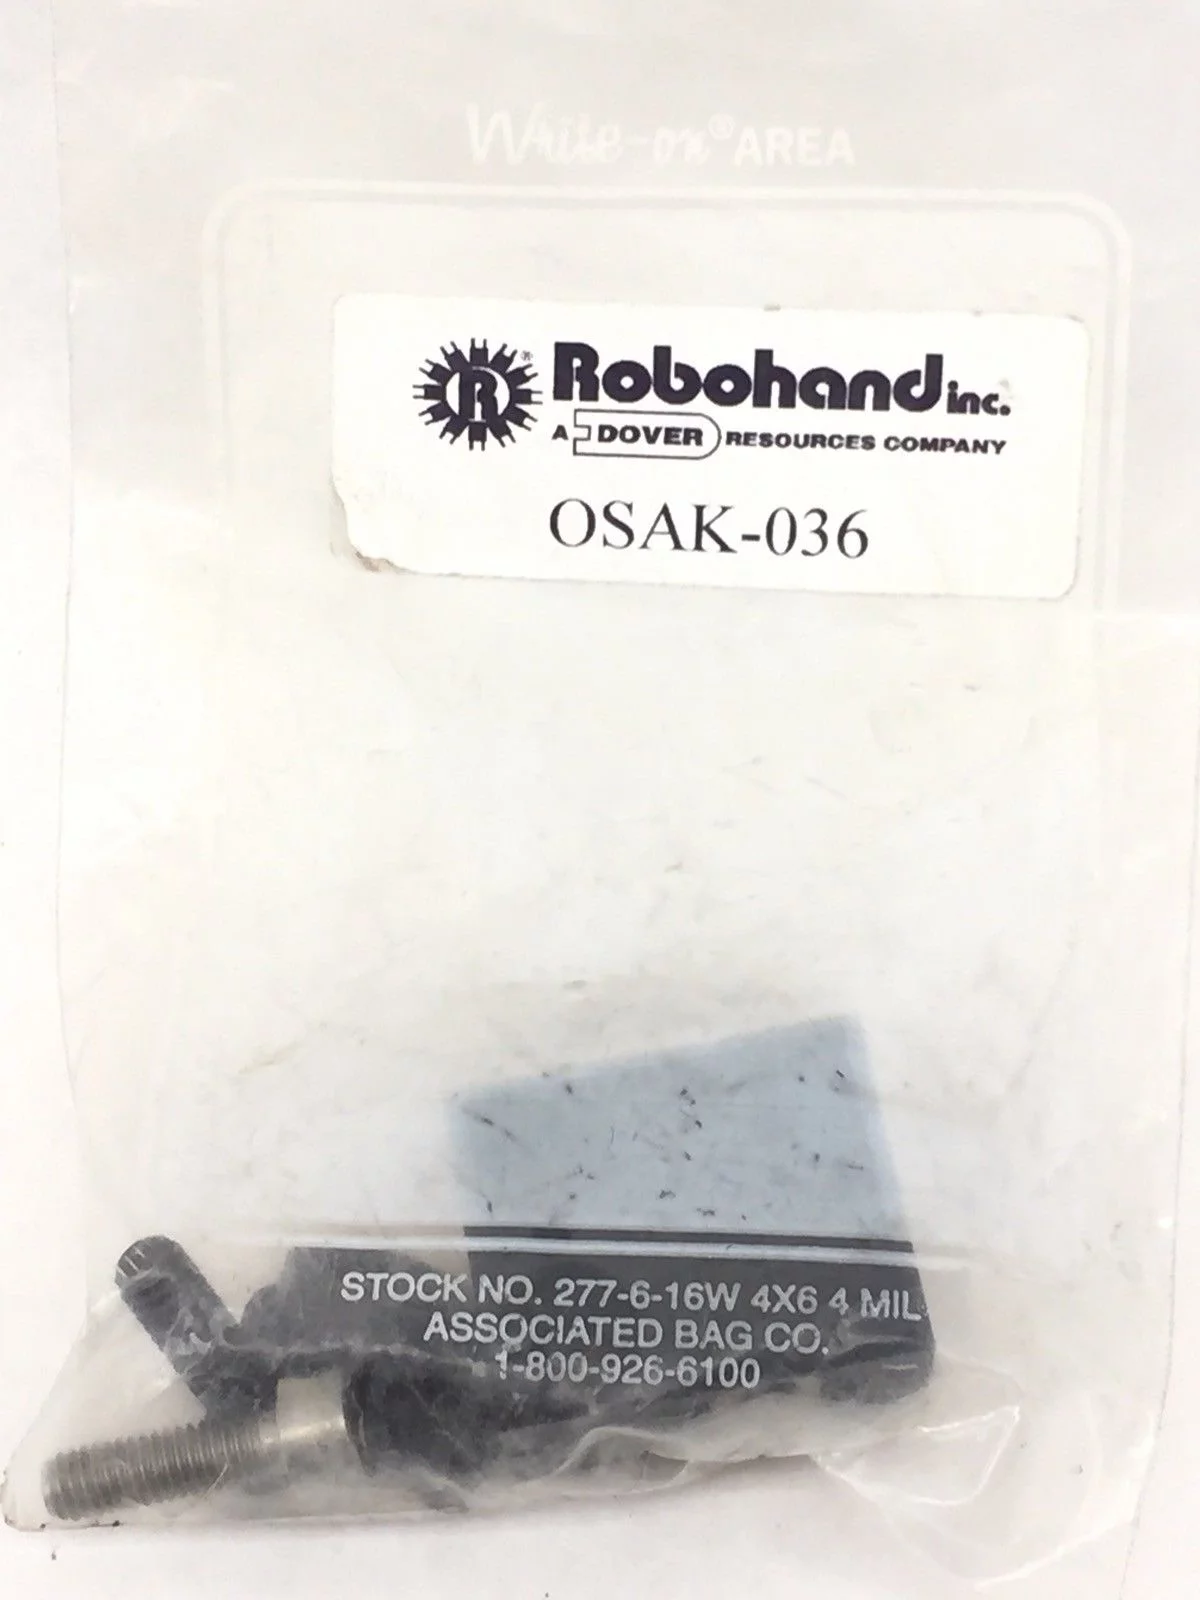 Write-on® AREA
R®
Robohand inc.
A DOVER RESOURCES COMPANY
OSAK-036
STOCK NO. 277-6-16W 4X6 4 MIL
ASSOCIATED BAG CO.
1-800-926-6100